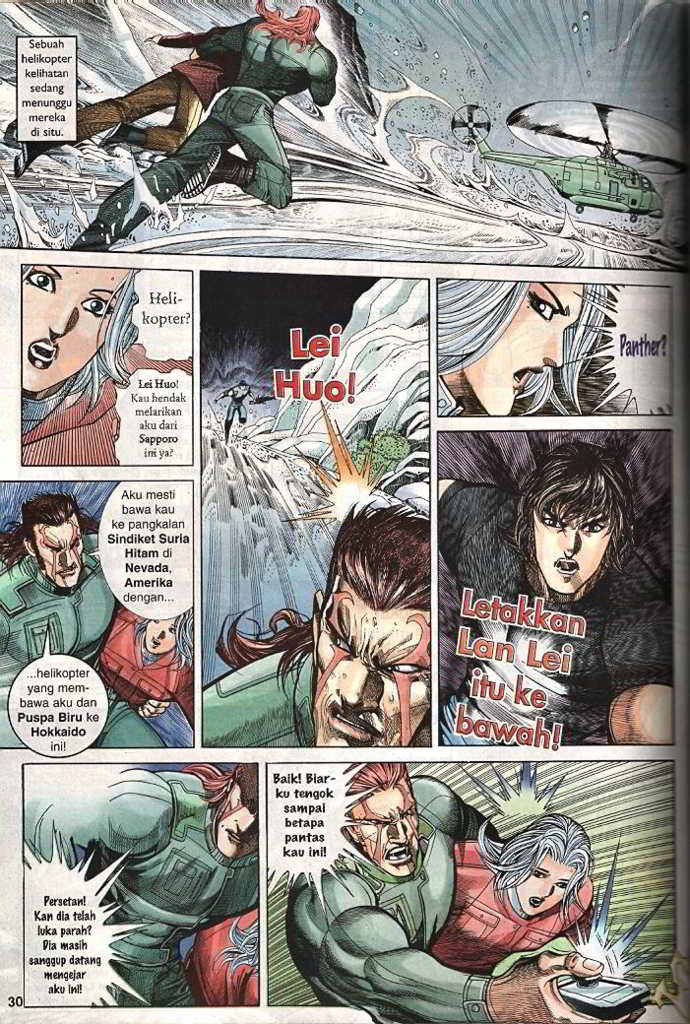 Sebuah
helikopter
kelihatan
sedang
menunggu
mereka
di situ.
Heli-
kopter?
Lei Huo!
Kau hendak
melarikan
aku dari
Sapporo
ini ya?
Lei
Huo!
Panther?
Aku mesti
bawa kau
ke pangkalan
Sindiket Suria
Hitam di
Nevada,
Amerika
dengan...
...helikopter
yang mem-
bawa aku dan
Puspa Biru ke
Hokkaido
ini!
Letakkan
Lan Lei
itu ke
bawah!
Persetan!
Kan dia telah
luka parah?
Dia masih
sanggup datang
mengejar
aku ini!
Baik! Biar-
ku tengok
sampai
betapa
pantas
kau ini!
30